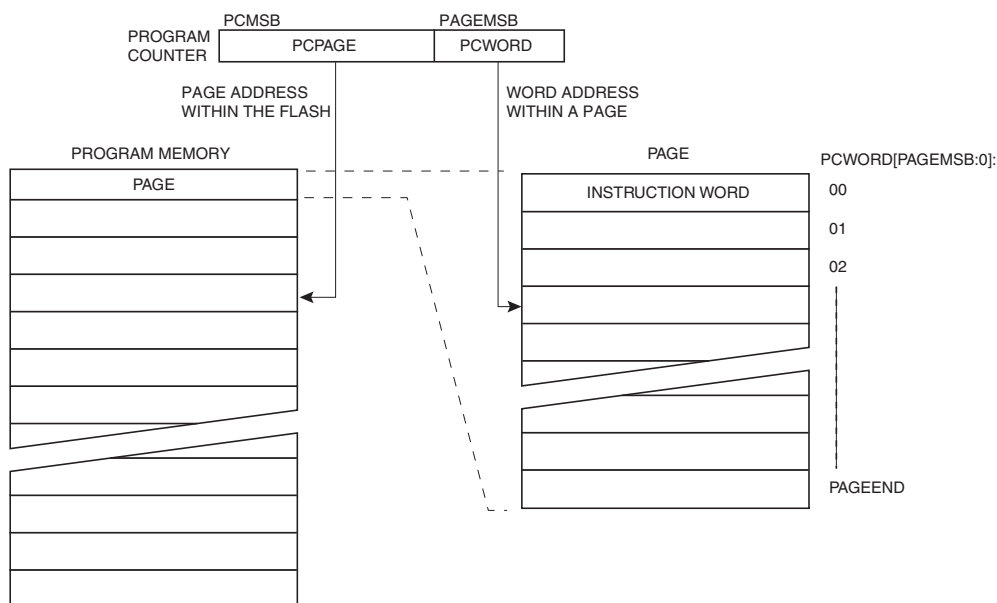 PCMSB PAGEMSB
PROGRAM
COUNTER
PCPAGE PCWORD
PAGE ADDRESS
WITHIN THE FLASH
WORD ADDRESS
WITHIN A PAGE
PROGRAM MEMORY
PAGE
PAGE
INSTRUCTION WORD
PCWORD[PAGEMSB:0]:
00
01
02
PAGEEND